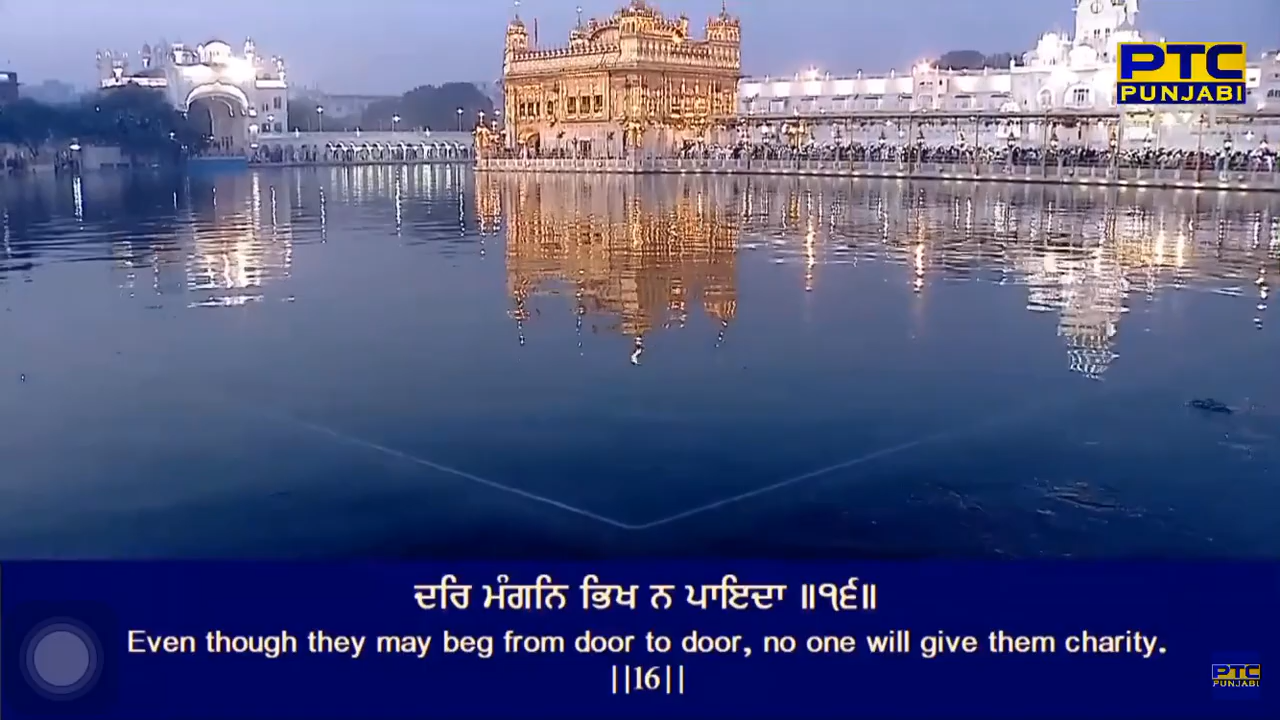 PTC
PUNJABI
ਦਰਿ ਮੰਗਨਿ ਭਿਖ ਨ ਪਾਇਦਾ ॥੧੬॥
Even though they may beg from door to door, no one will give them charity.
||16||
PTC
PUNJABI